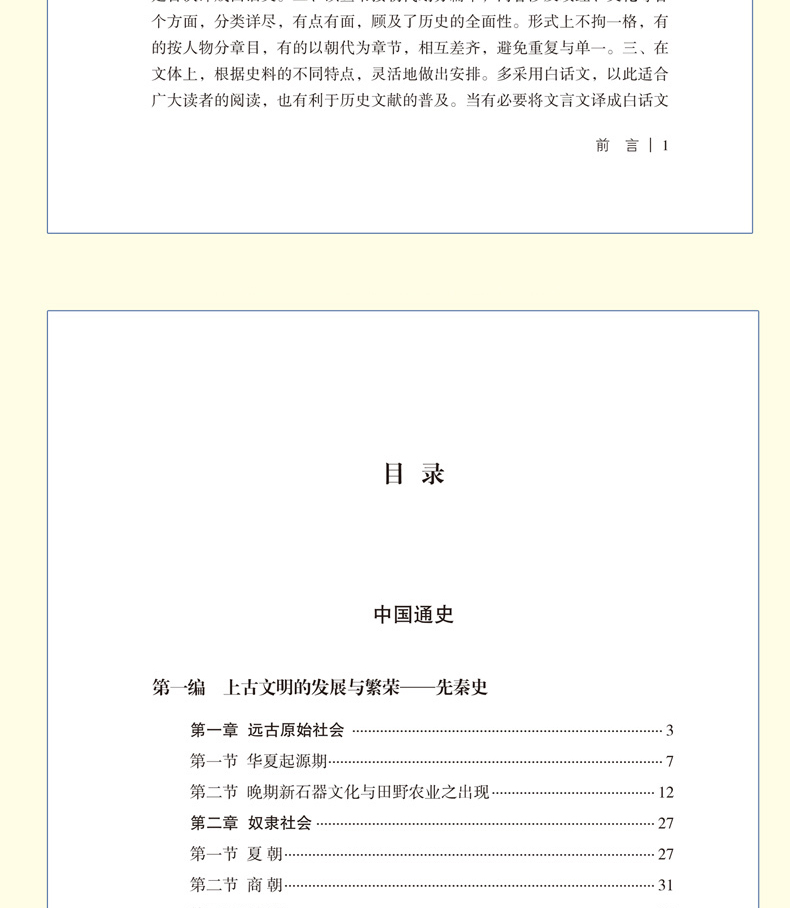 个方面，分类详尽，有点有面，顾及了历史的全面性。形式上不拘一格，有
的按人物分章目，有的以朝代为章节，相互差齐，避免重复与单一。三、在
文体上，根据史料的不同特点，灵活地做出安排。多采用白话文，以此适合
广大读者的阅读，也有利于历史文献的普及。当有必要将文言文译成白话文
前 言 | 1
目 录
中国通史
第一编 上古文明的发展与繁荣——先秦史
第一章 远古原始社会 3
第一节 华夏起源期 7
第二节 晚期新石器文化与田野农业之出现 12
第二章 奴隶社会 27
第一节 夏 朝 27
第二节 商 朝 31